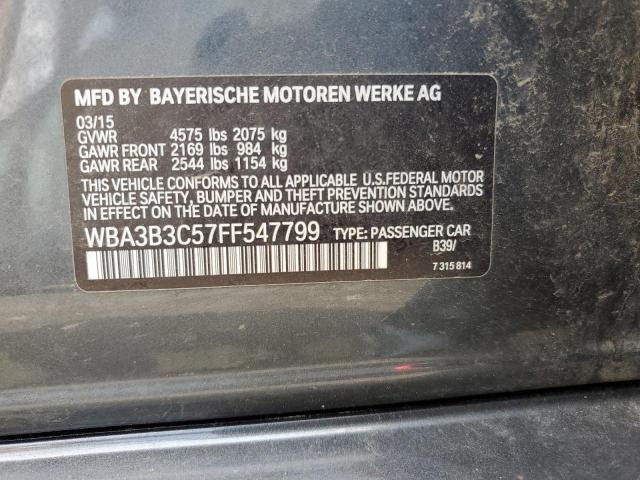 MFD BY BAYERISCHE MOTOREN WERKE AG
03/15
GVWR 4575 lbs 2075 kg
GAWR FRONT 2169 lbs 984 kg
GAWR REAR 2544 lbs 1154 kg
THIS VEHICLE CONFORMS TO ALL APPLICABLE U.S.FEDERAL MOTOR
VEHICLE SAFETY, BUMPER AND THEFT PREVENTION STANDARDS
IN EFFECT ON THE DATE OF MANUFACTURE SHOWN ABOVE.
WBA3B3C57FF547799 TYPE: PASSENGER CAR
B39/
7 315 814